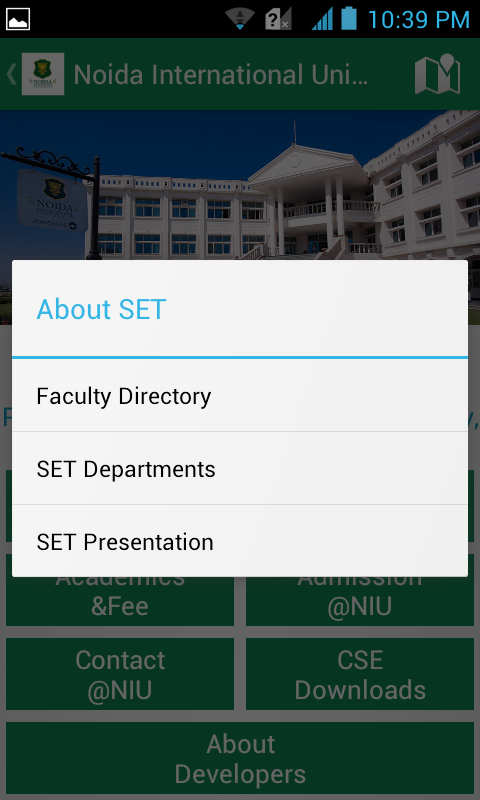 10:39 PM
Noida International Uni...
NOIDA
About SET
Faculty Directory
SET Departments
SET Presentation
Academics
&Fee
Admission
@NIU
Contact
@NIU
CSE
Downloads
About
Developers